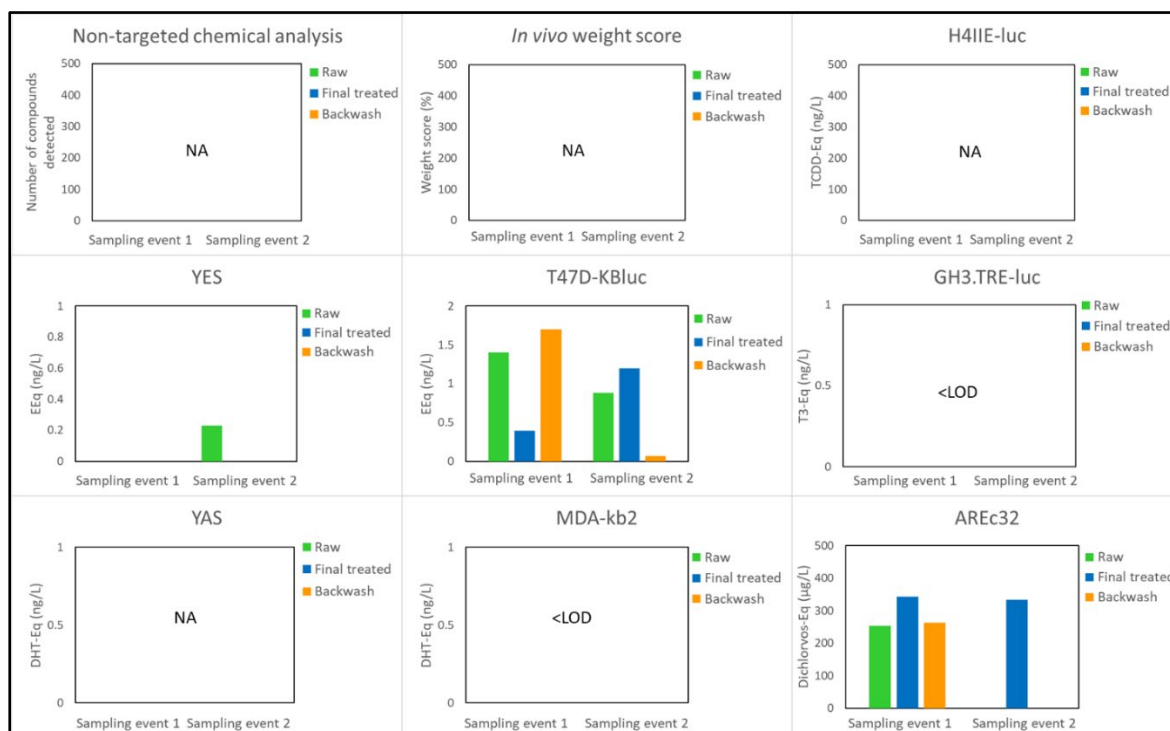 Non-targeted chemical analysis
Number of compounds
detected
500
400
300
200
100
0
NA
Sampling event 1 Sampling event 2
Raw
Final treated
Backwash
In vivo weight score
Weight score (%)
500
400
300
200
100
0
NA
Sampling event 1 Sampling event 2
Raw
Final treated
Backwash
H4IIE-luc
TCDD-Eq (ng/L)
500
400
300
200
100
0
NA
Sampling event 1 Sampling event 2
Raw
Final treated
Backwash
YES
EEq (ng/L)
1
0.8
0.6
0.4
0.2
0
Sampling event 1 Sampling event 2
Raw
Final treated
Backwash
T47D-KBluc
EEq (ng/L)
2
1.5
1
0.5
0
Sampling event 1 Sampling event 2
Raw
Final treated
Backwash
GH3.TRE-luc
T3-Eq (ng/L)
1
0.5
0
<LOD
Sampling event 1 Sampling event 2
Raw
Final treated
Backwash
YAS
DHT-Eq (ng/L)
1
0.5
0
NA
Sampling event 1 Sampling event 2
Raw
Final treated
Backwash
MDA-kb2
DHT-Eq (ng/L)
1
0.5
0
<LOD
Sampling event 1 Sampling event 2
Raw
Final treated
Backwash
AREc32
Dichlorvos-Eq (µg/L)
500
400
300
200
100
0
Sampling event 1 Sampling event 2
Raw
Final treated
Backwash